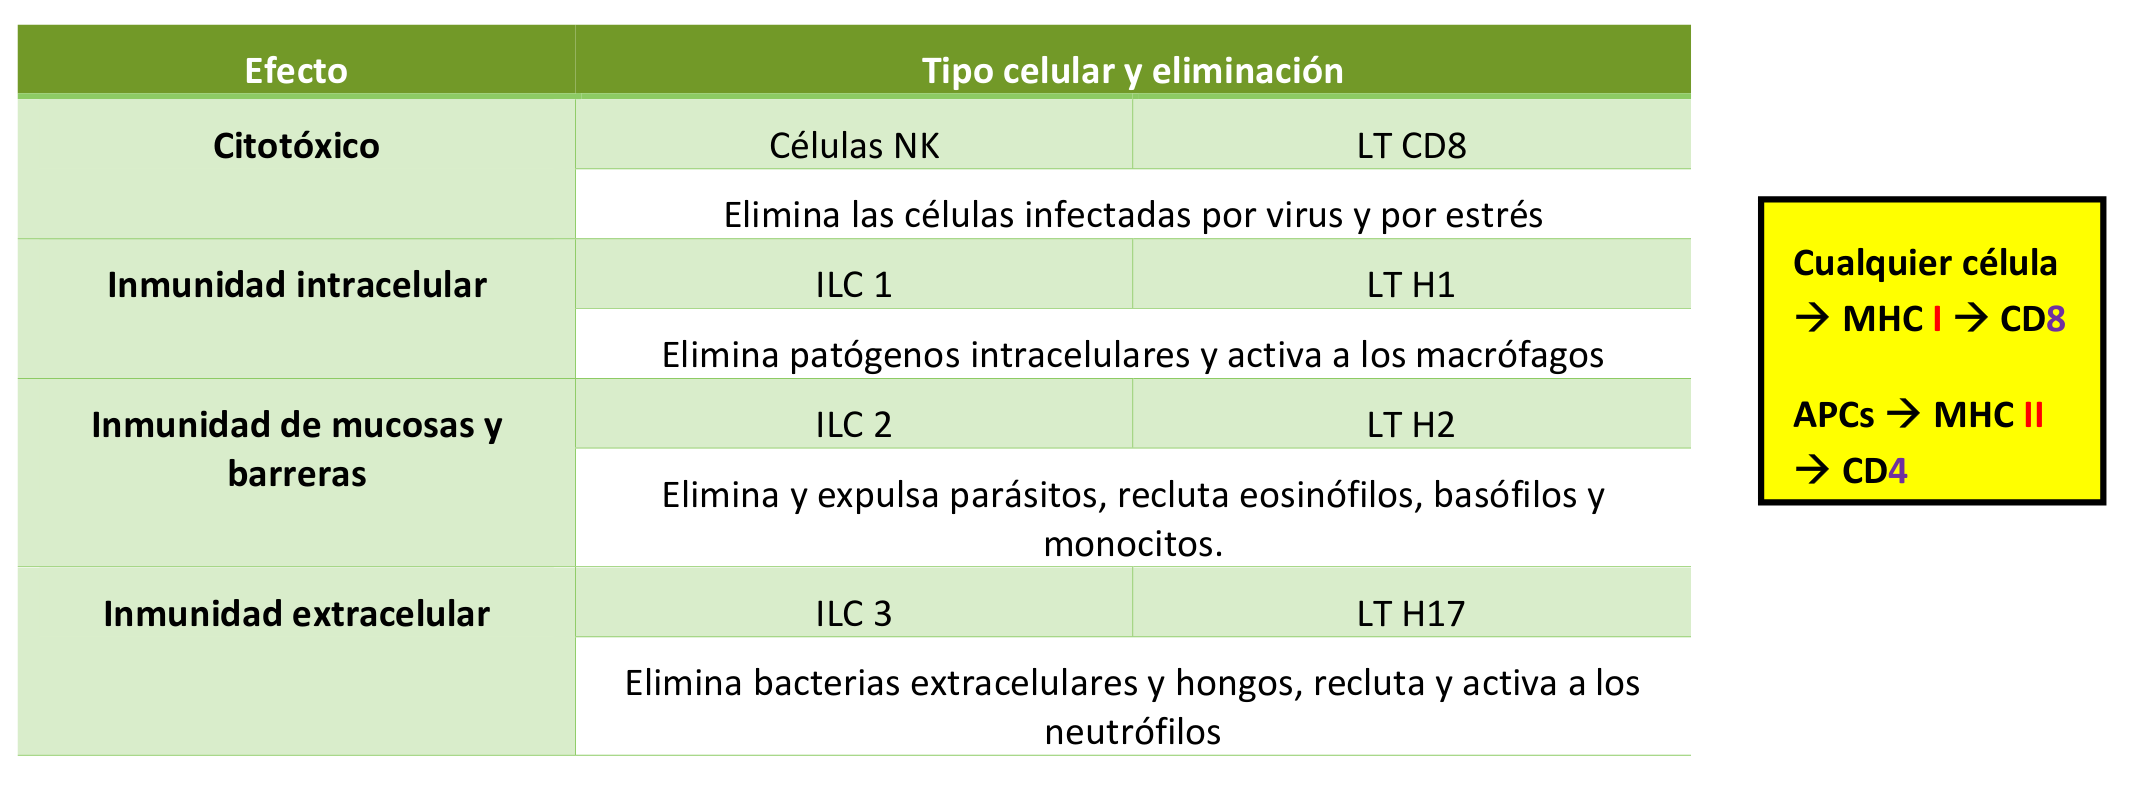 Efecto
Tipo celular y eliminación
Citotóxico
Células NK
LT CD8
Elimina las células infectadas por virus y por estrés
Inmunidad intracelular
ILC 1
LT H1
Elimina patógenos intracelulares y activa a los macrófagos
Inmunidad de mucosas y
barreras
ILC 2
LT H2
Elimina y expulsa parásitos, recluta eosinófilos, basófilos y
monocitos.
Inmunidad extracelular
ILC 3
LT H17
Elimina bacterias extracelulares y hongos, recluta y activa a los
neutrófilos
Cualquier célula
→ MHC I → CD8
APCs → MHC II
→ CD4